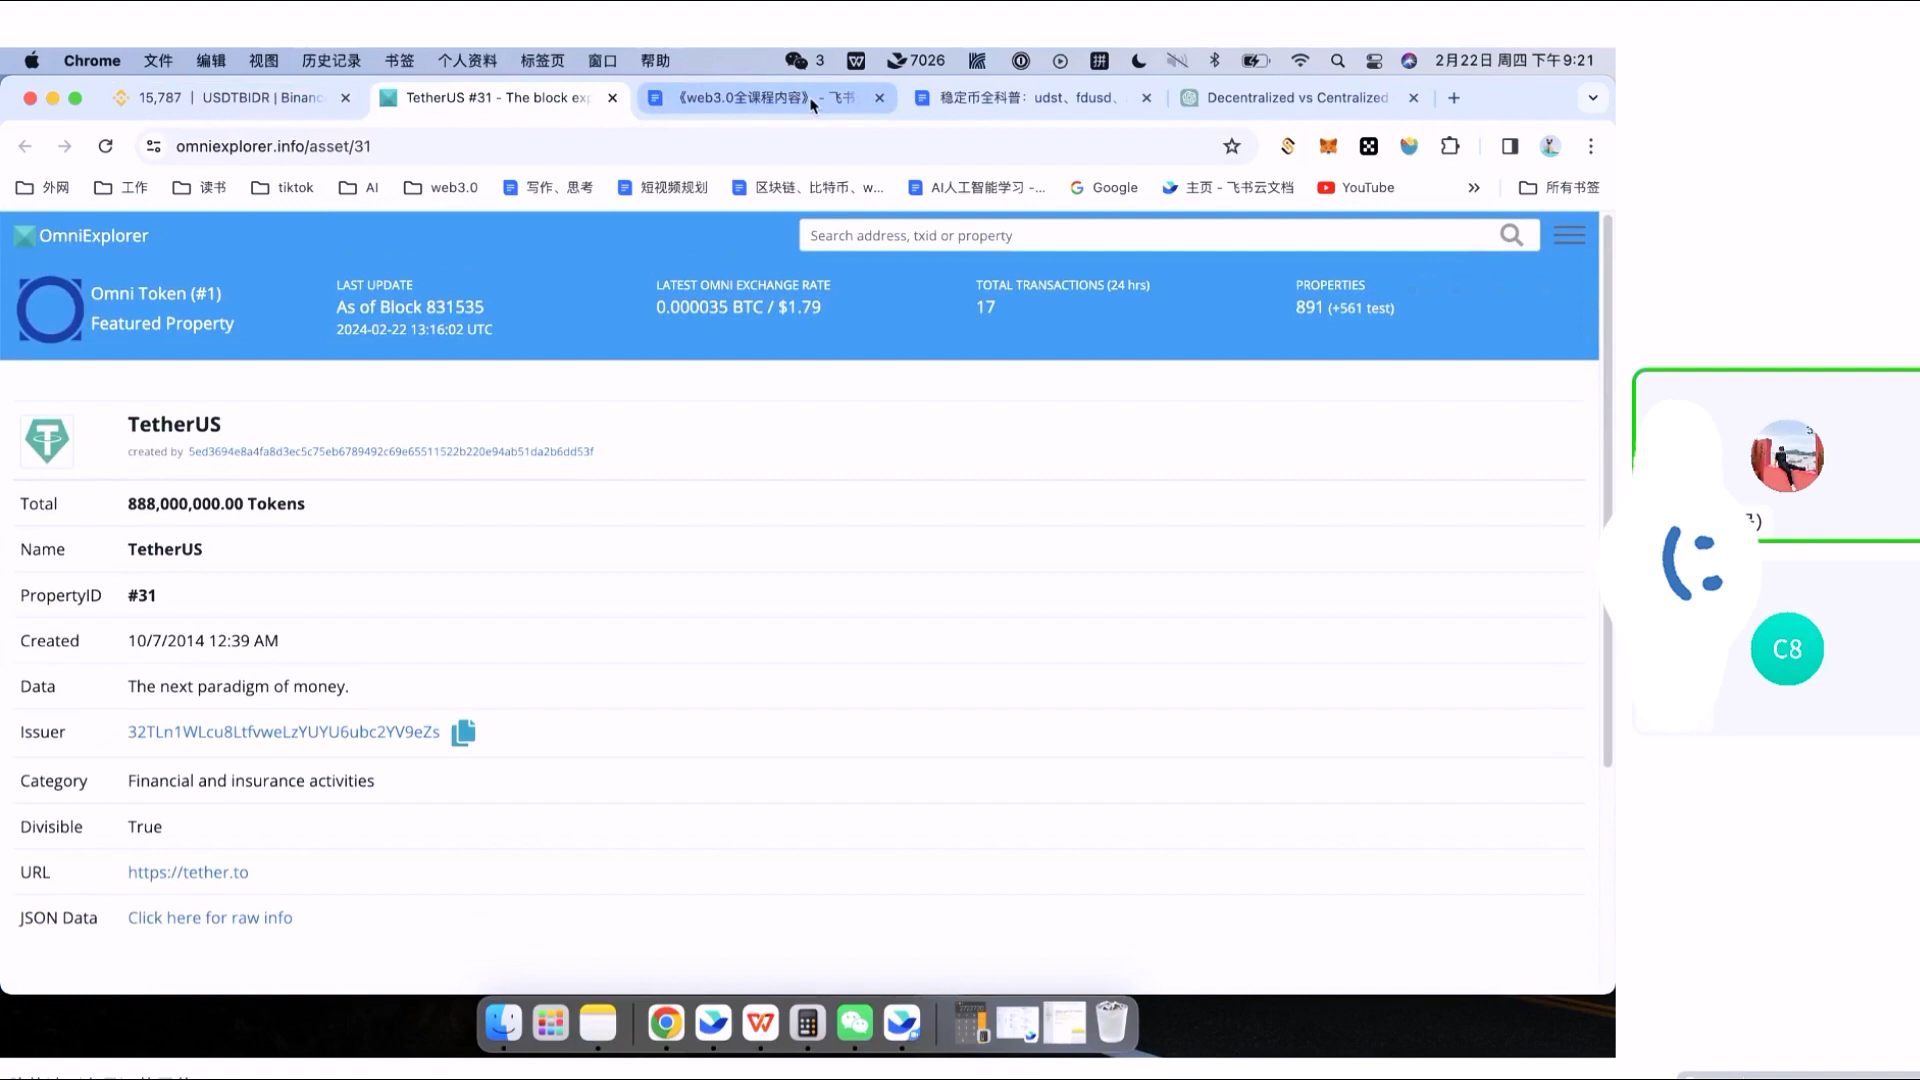 Chrome 文件 编辑 视图 历史记录 书签 个人资料 标签页 窗口 帮助 3 7026 拼 2月22日 周四 下午9:21
15,787 | USDTBIDR | Binanc TetherUS #31 - The block exp 《web3.0全课程内容》 - 飞书 稳定币全科普：udst、fdusd、 Decentralized vs Centralized
omniexplorer.info/asset/31
外网 工作 读书 tiktok AI web3.0 写作、思考 短视频规划 区块链、比特币、w... AI人工智能学习 -... Google 主页 - 飞书云文档 YouTube 所有书签
OmniExplorer Search address, txid or property
Omni Token (#1)
Featured Property
LAST UPDATE
As of Block 831535
2024-02-22 13:16:02 UTC
LATEST OMNI EXCHANGE RATE
0.000035 BTC / $1.79
TOTAL TRANSACTIONS (24 hrs)
17
PROPERTIES
891 (+561 test)
TetherUS
created by 5ed3694e8a4fa8d3ec5c75eb6789492c69e65511522b220e94ab51da2b6dd53f
Total 888,000,000.00 Tokens
Name TetherUS
PropertyID #31
Created 10/7/2014 12:39 AM
Data The next paradigm of money.
Issuer 32TLn1WLcu8LtfvweLzYUYU6ubc2YV9eZs
Category Financial and insurance activities
Divisible True
URL https://tether.to
JSON Data Click here for raw info
C8